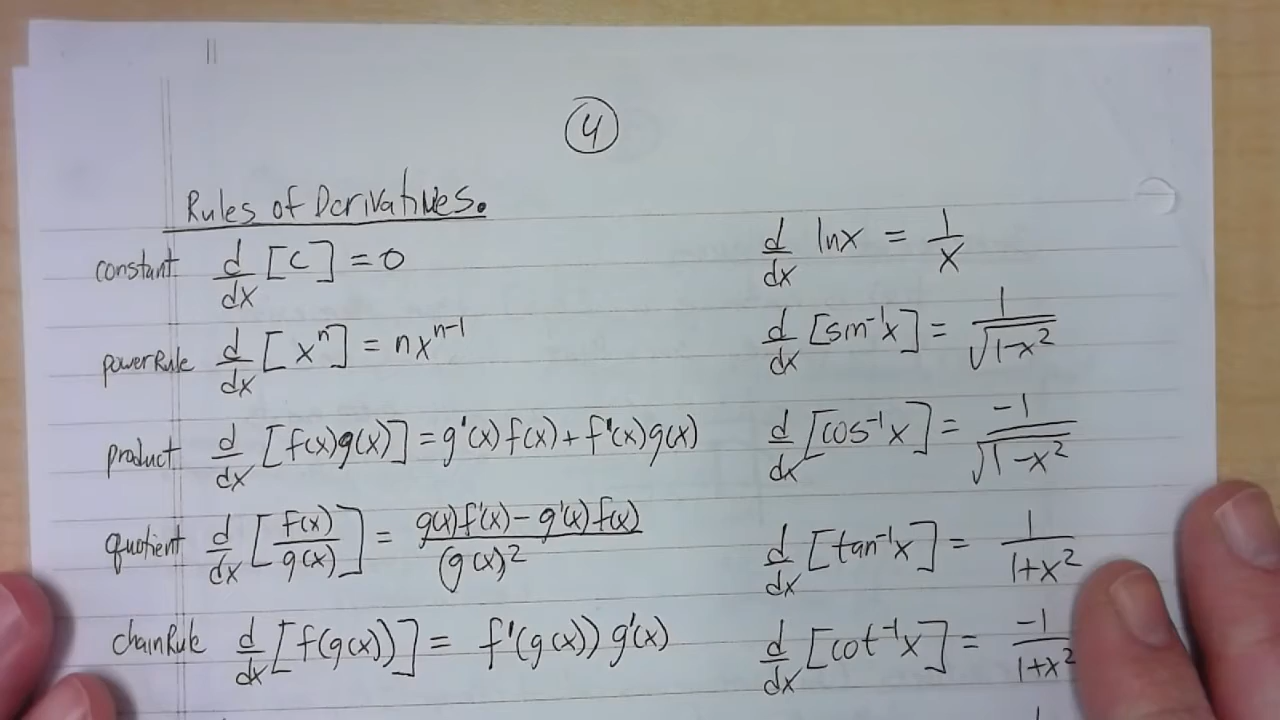 ④
Rules of Derivatives.
constant d/dx [c] = 0
powerRule d/dx [xⁿ] = nxⁿ⁻¹
product d/dx [f(x)g(x)] = g'(x)f(x) + f'(x)g(x)
quotient d/dx [f(x)/g(x)] = g(x)f'(x) - g'(x)f(x) / (g(x)²
chainRule d/dx [f(g(x))] = f'(g(x)) g'(x)
d/dx lnx = 1/x
d/dx [sin⁻¹x] = 1/√(1-x²)
d/dx [cos⁻¹x] = -1/√(1-x²)
d/dx [tan⁻¹x] = 1/(1+x²)
d/dx [cot⁻¹x] = -1/(1+x²)